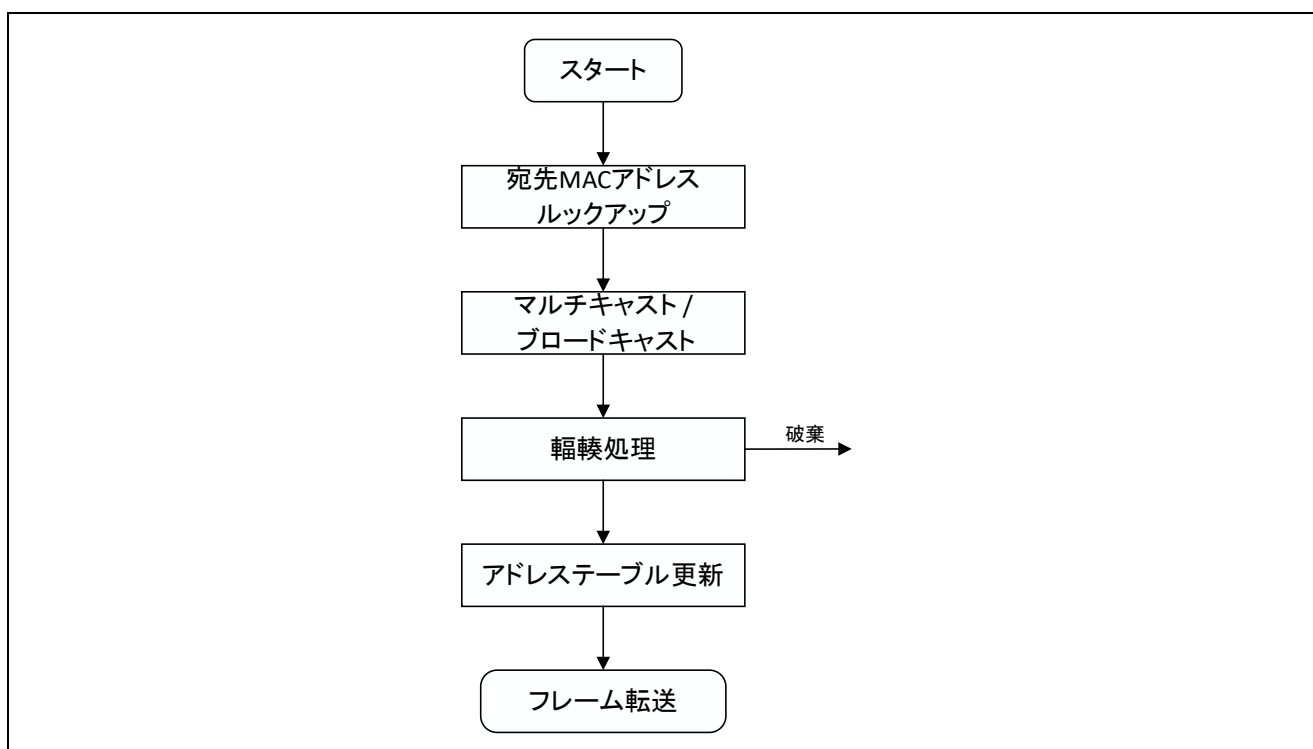 スタート
宛先MACアドレス
ルックアップ
マルチキャスト /
ブロードキャスト
輻輳処理
破棄
アドレステーブル更新
フレーム転送